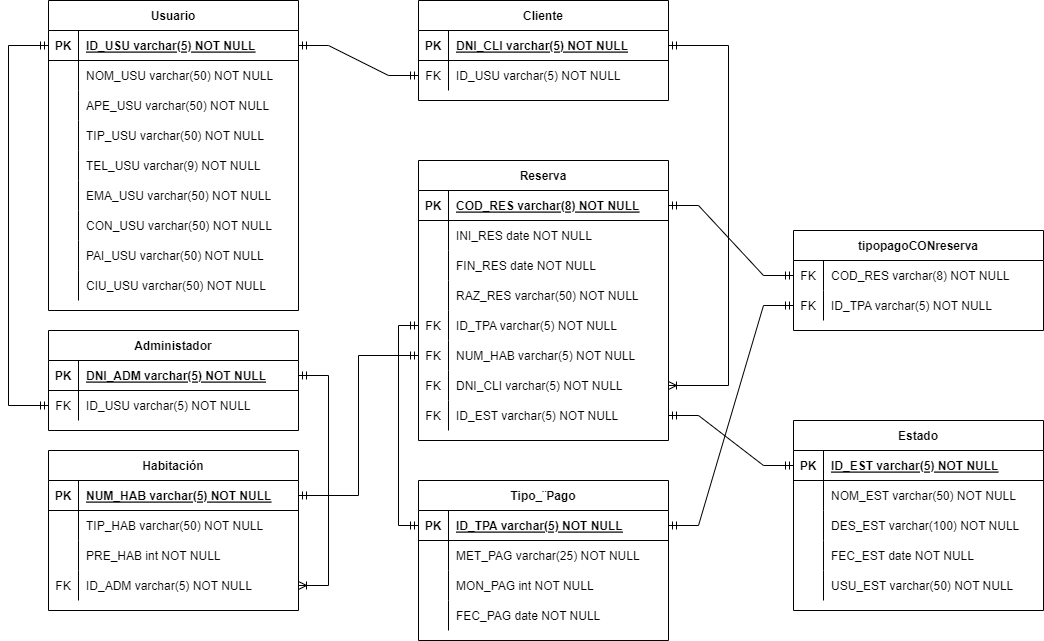 Usuario
PK ID_USU varchar(5) NOT NULL
NOM_USU varchar(50) NOT NULL
APE_USU varchar(50) NOT NULL
TIP_USU varchar(50) NOT NULL
TEL_USU varchar(9) NOT NULL
EMA_USU varchar(50) NOT NULL
CON_USU varchar(50) NOT NULL
PAI_USU varchar(50) NOT NULL
CIU_USU varchar(50) NOT NULL
Cliente
PK DNI_CLI varchar(5) NOT NULL
FK ID_USU varchar(5) NOT NULL
Reserva
PK COD_RES varchar(8) NOT NULL
INI_RES date NOT NULL
FIN_RES date NOT NULL
RAZ_RES varchar(50) NOT NULL
FK ID_TPA varchar(5) NOT NULL
FK NUM_HAB varchar(5) NOT NULL
FK DNI_CLI varchar(5) NOT NULL
FK ID_EST varchar(5) NOT NULL
tipopagoCONreserva
FK COD_RES varchar(8) NOT NULL
FK ID_TPA varchar(5) NOT NULL
Administador
PK DNI_ADM varchar(5) NOT NULL
FK ID_USU varchar(5) NOT NULL
Habitación
PK NUM_HAB varchar(5) NOT NULL
TIP_HAB varchar(50) NOT NULL
PRE_HAB int NOT NULL
FK ID_ADM varchar(5) NOT NULL
Tipo_¨Pago
PK ID_TPA varchar(5) NOT NULL
MET_PAG varchar(25) NOT NULL
MON_PAG int NOT NULL
FEC_PAG date NOT NULL
Estado
PK ID_EST varchar(5) NOT NULL
NOM_EST varchar(50) NOT NULL
DES_EST varchar(100) NOT NULL
FEC_EST date NOT NULL
USU_EST varchar(50) NOT NULL